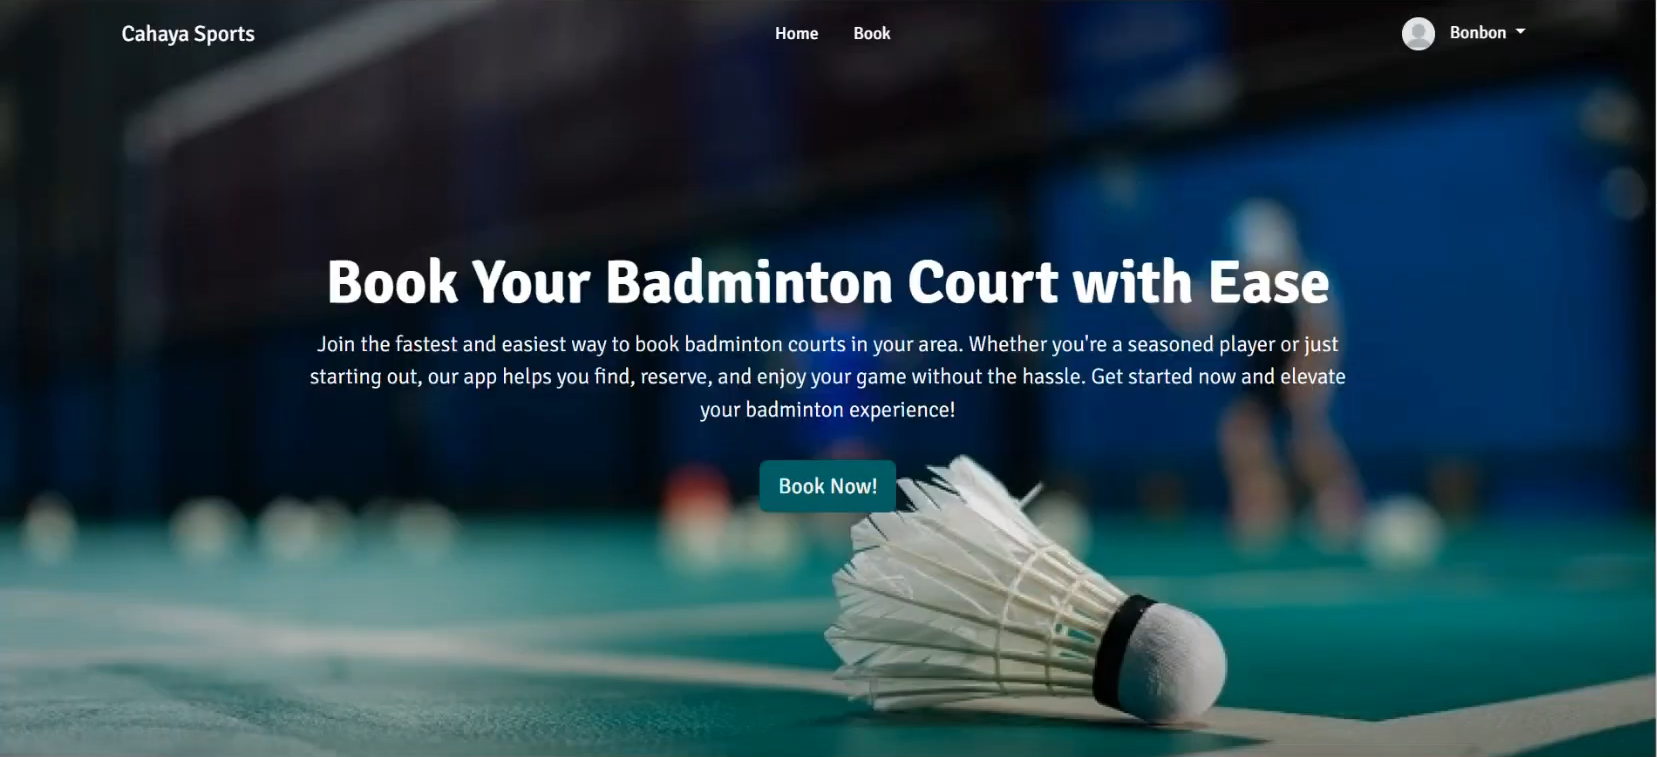 Cahaya Sports
Home
Book
Bonbon
Book Your Badminton Court with Ease
Join the fastest and easiest way to book badminton courts in your area. Whether you're a seasoned player or just
starting out, our app helps you find, reserve, and enjoy your game without the hassle. Get started now and elevate
your badminton experience!
Book Now!